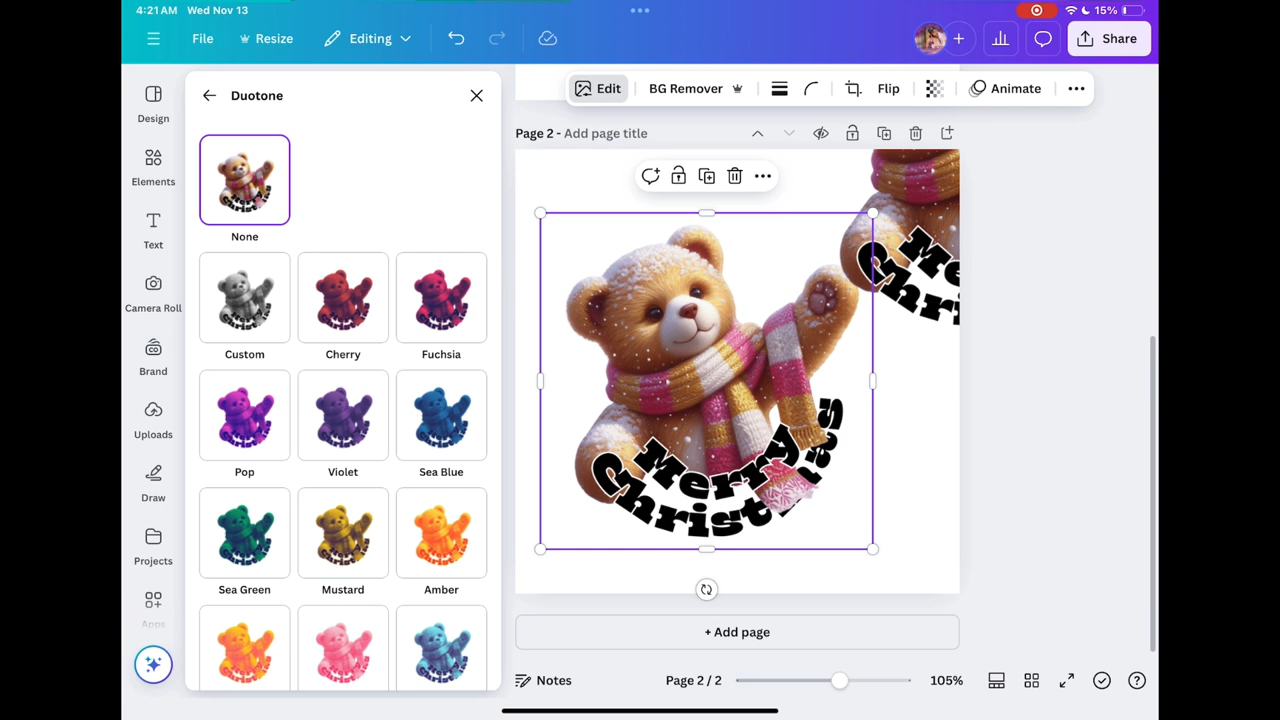 4:21 AM Wed Nov 13
15%
File
Resize
Editing
Share
Design
Elements
Text
Camera Roll
Brand
Uploads
Draw
Projects
Apps
Duotone
None
Custom
Cherry
Fuchsia
Pop
Violet
Sea Blue
Sea Green
Mustard
Amber
Edit
BG Remover
Flip
Animate
Page 2 - Add page title
Merry
Christmas
Me
Chri
+ Add page
Notes
Page 2 / 2
105%